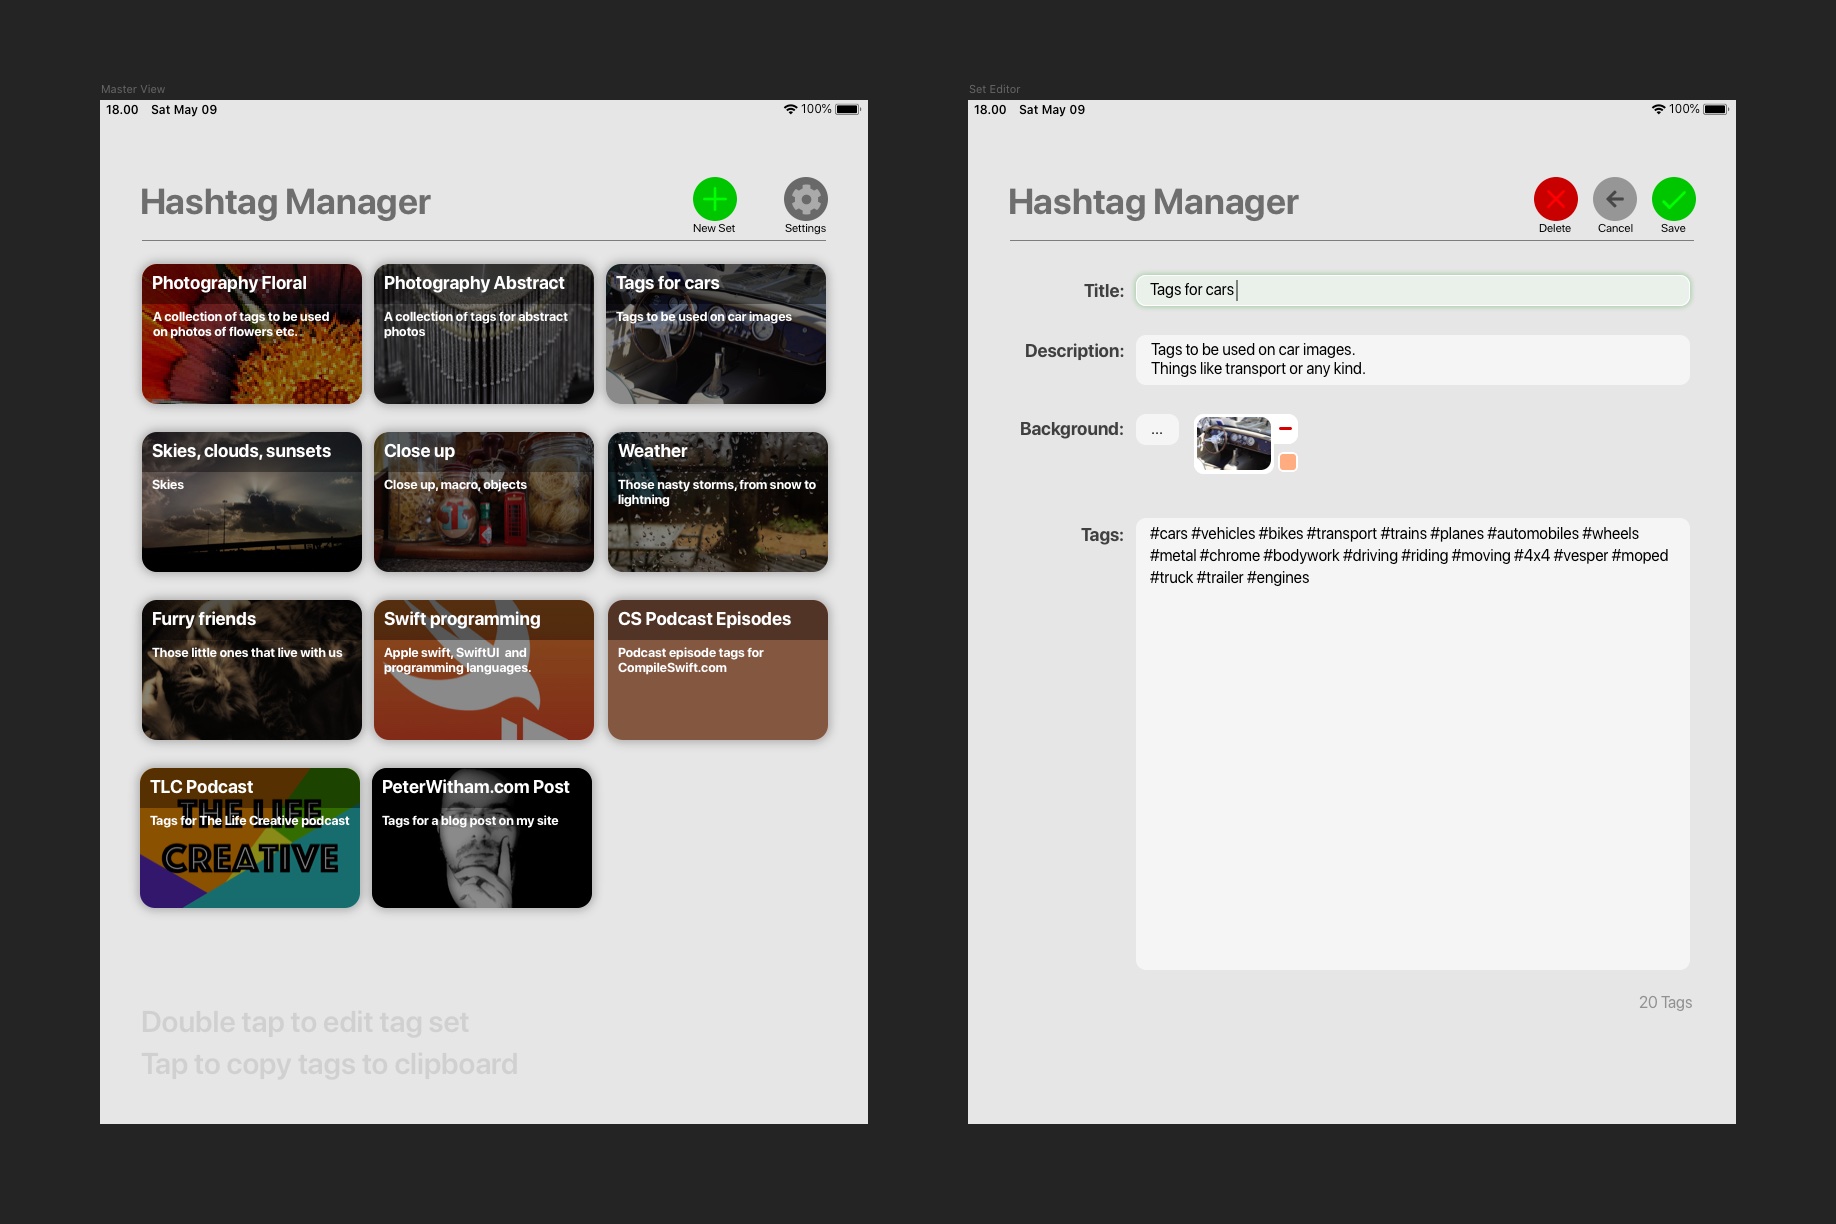 Master View
18.00 Sat May 09
100%
Hashtag Manager
New Set
Settings
Photography Floral
A collection of tags to be used
on photos of flowers etc.
Photography Abstract
A collection of tags for abstract
photos
Tags for cars
Tags to be used on car images
Skies, clouds, sunsets
Skies
Close up
Close up, macro, objects
Weather
Those nasty storms, from snow to
lightning
Furry friends
Those little ones that live with us
Swift programming
Apple swift, SwiftUI and
programming languages.
CS Podcast Episodes
Podcast episode tags for
CompileSwift.com
TLC Podcast
Tags for The Life Creative podcast
THE LIFE
CREATIVE
PeterWitham.com Post
Tags for a blog post on my site
Double tap to edit tag set
Tap to copy tags to clipboard
Set Editor
18.00 Sat May 09
100%
Hashtag Manager
Delete
Cancel
Save
Title:
Tags for cars
Description:
Tags to be used on car images.
Things like transport or any kind.
Background:
...
Tags:
#cars #vehicles #bikes #transport #trains #planes #automobiles #wheels
#metal #chrome #bodywork #driving #riding #moving #4x4 #vesper #moped
#truck #trailer #engines
20 Tags